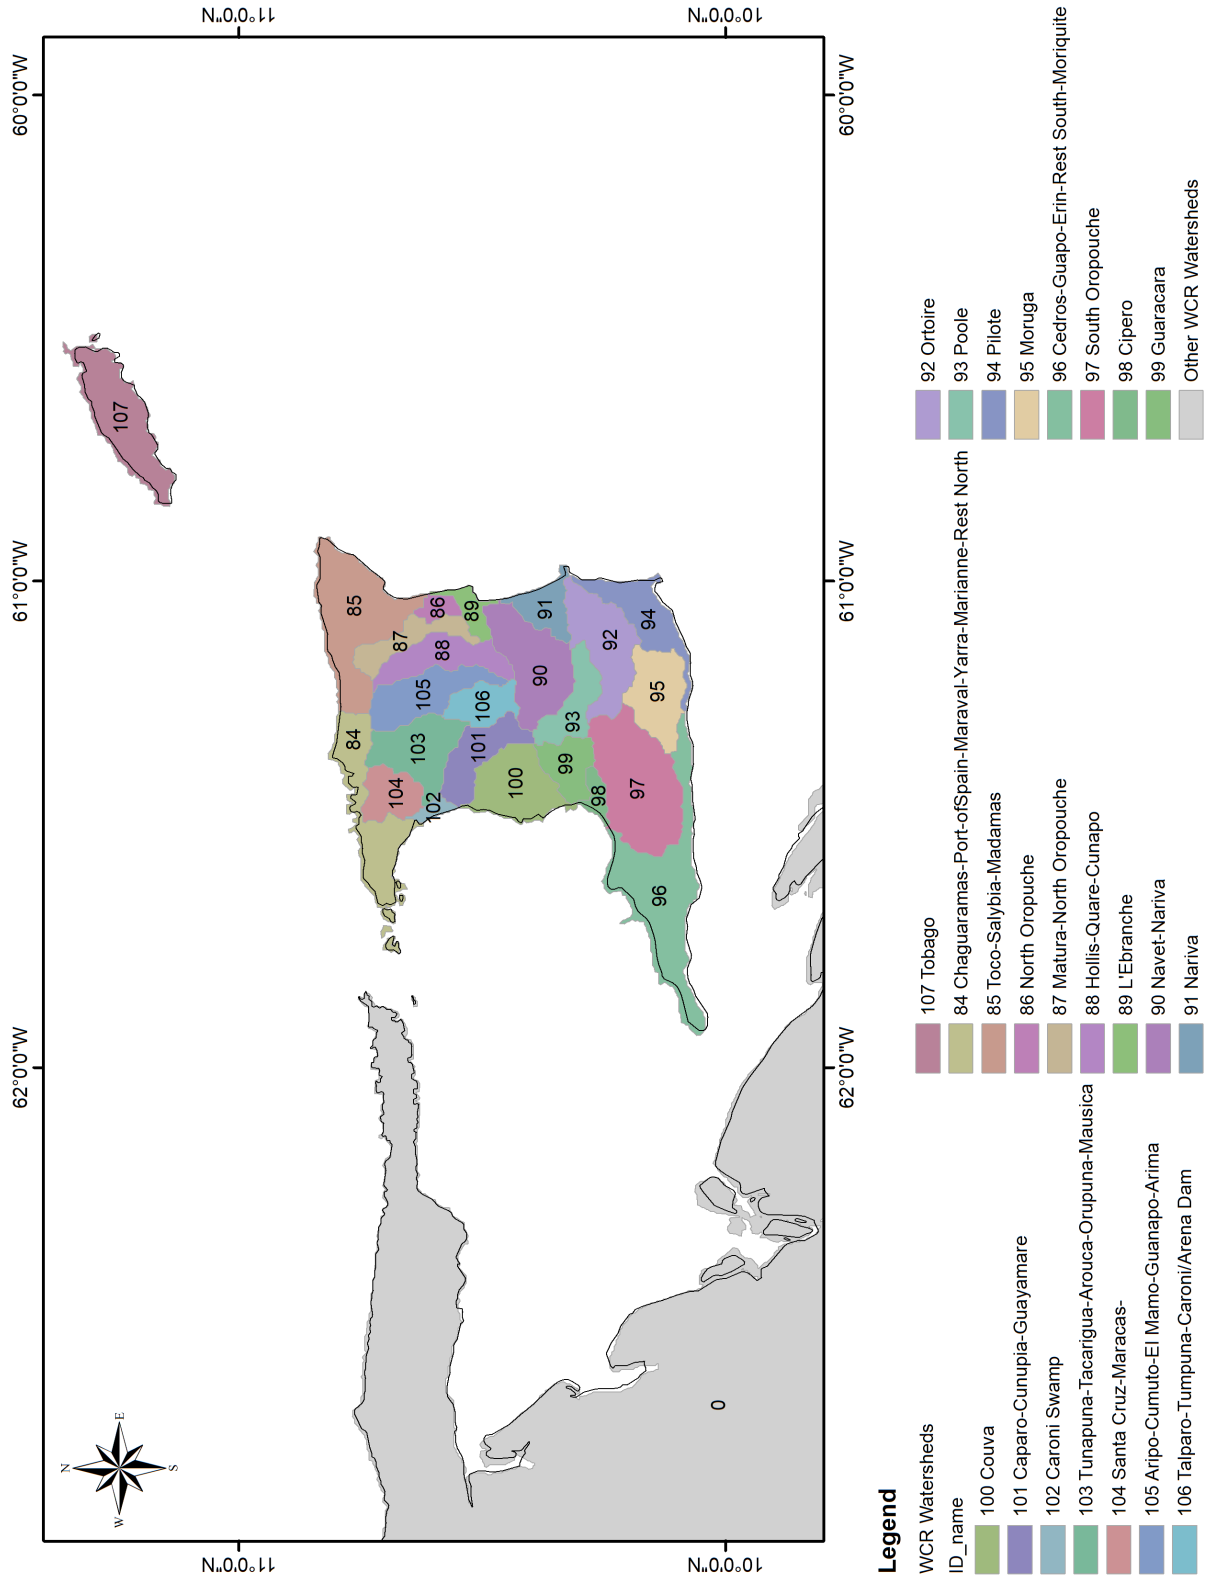 62°0'0"W
61°0'0"W
60°0'0"W
11°0'0"N
11°0'0"N
10°0'0"N
10°0'0"N
62°0'0"W
61°0'0"W
60°0'0"W
N
W
E
S
107
85
84
87
86
89
88
105
103
104
102
106
101
100
90
91
93
99
98
92
94
95
97
96
0
Legend
WCR Watersheds
ID_name
100 Couva
101 Caparo-Cunupia-Guayamare
102 Caroni Swamp
103 Tunapuna-Tacarigua-Arouca-Orupuna-Mausica
104 Santa Cruz-Maracas-
105 Aripo-Cumuto-El Mamo-Guanapo-Arima
106 Talparo-Tumpuna-Caroni/Arena Dam
107 Tobago
84 Chaguaramas-Port-ofSpain-Maraval-Yarra-Marianne-Rest North
85 Toco-Salybia-Madamas
86 North Oropuche
87 Matura-North Oropouche
88 Hollis-Quare-Cunapo
89 L'Ebranche
90 Navet-Nariva
91 Nariva
92 Ortoire
93 Poole
94 Pilote
95 Moruga
96 Cedros-Guapo-Erin-Rest South-Moriquite
97 South Oropouche
98 Cipero
99 Guaracara
Other WCR Watersheds